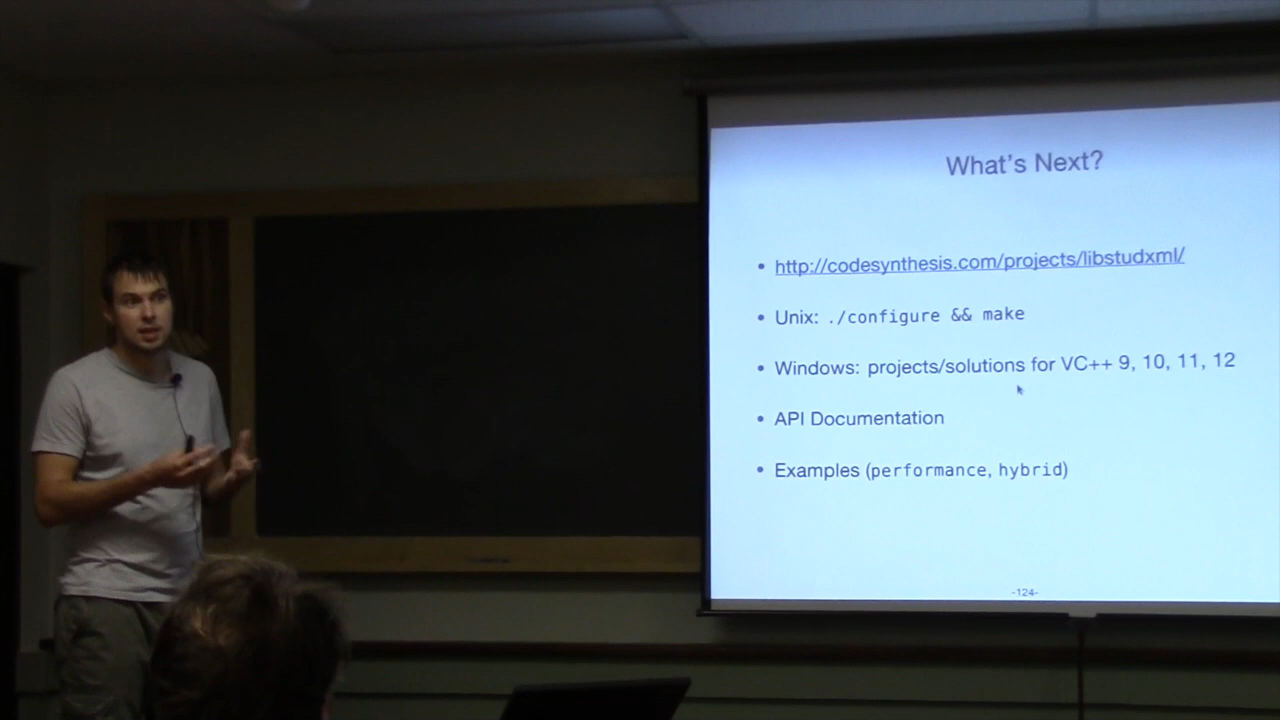 What's Next?
• http://codesynthesis.com/projects/libstudxml/
• Unix: ./configure && make
• Windows: projects/solutions for VC++ 9, 10, 11, 12
• API Documentation
• Examples (performance, hybrid)
-124-